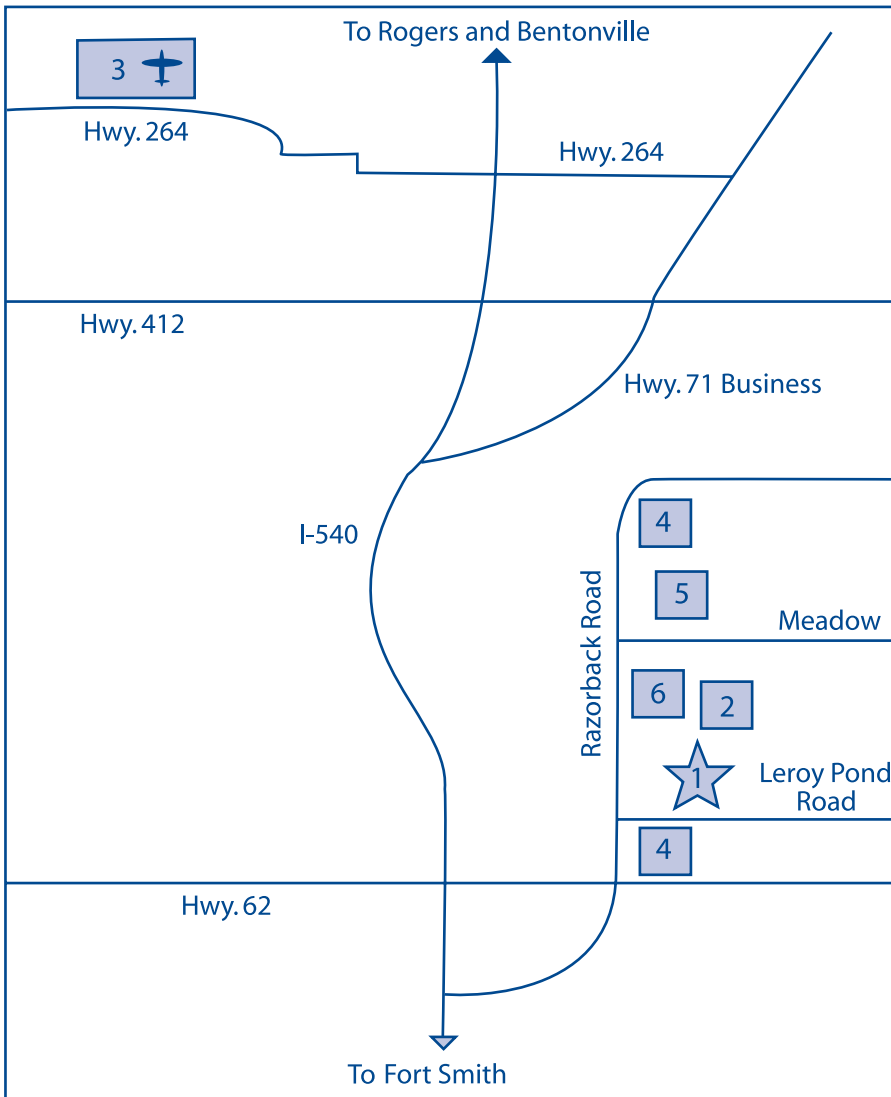 To Rogers and Bentonville
3
Hwy. 264
Hwy. 264
Hwy. 412
Hwy. 71 Business
I-540
4
5
Razorback Road
Meadow
6
2
1
Leroy Pond
Road
4
Hwy. 62
To Fort Smith